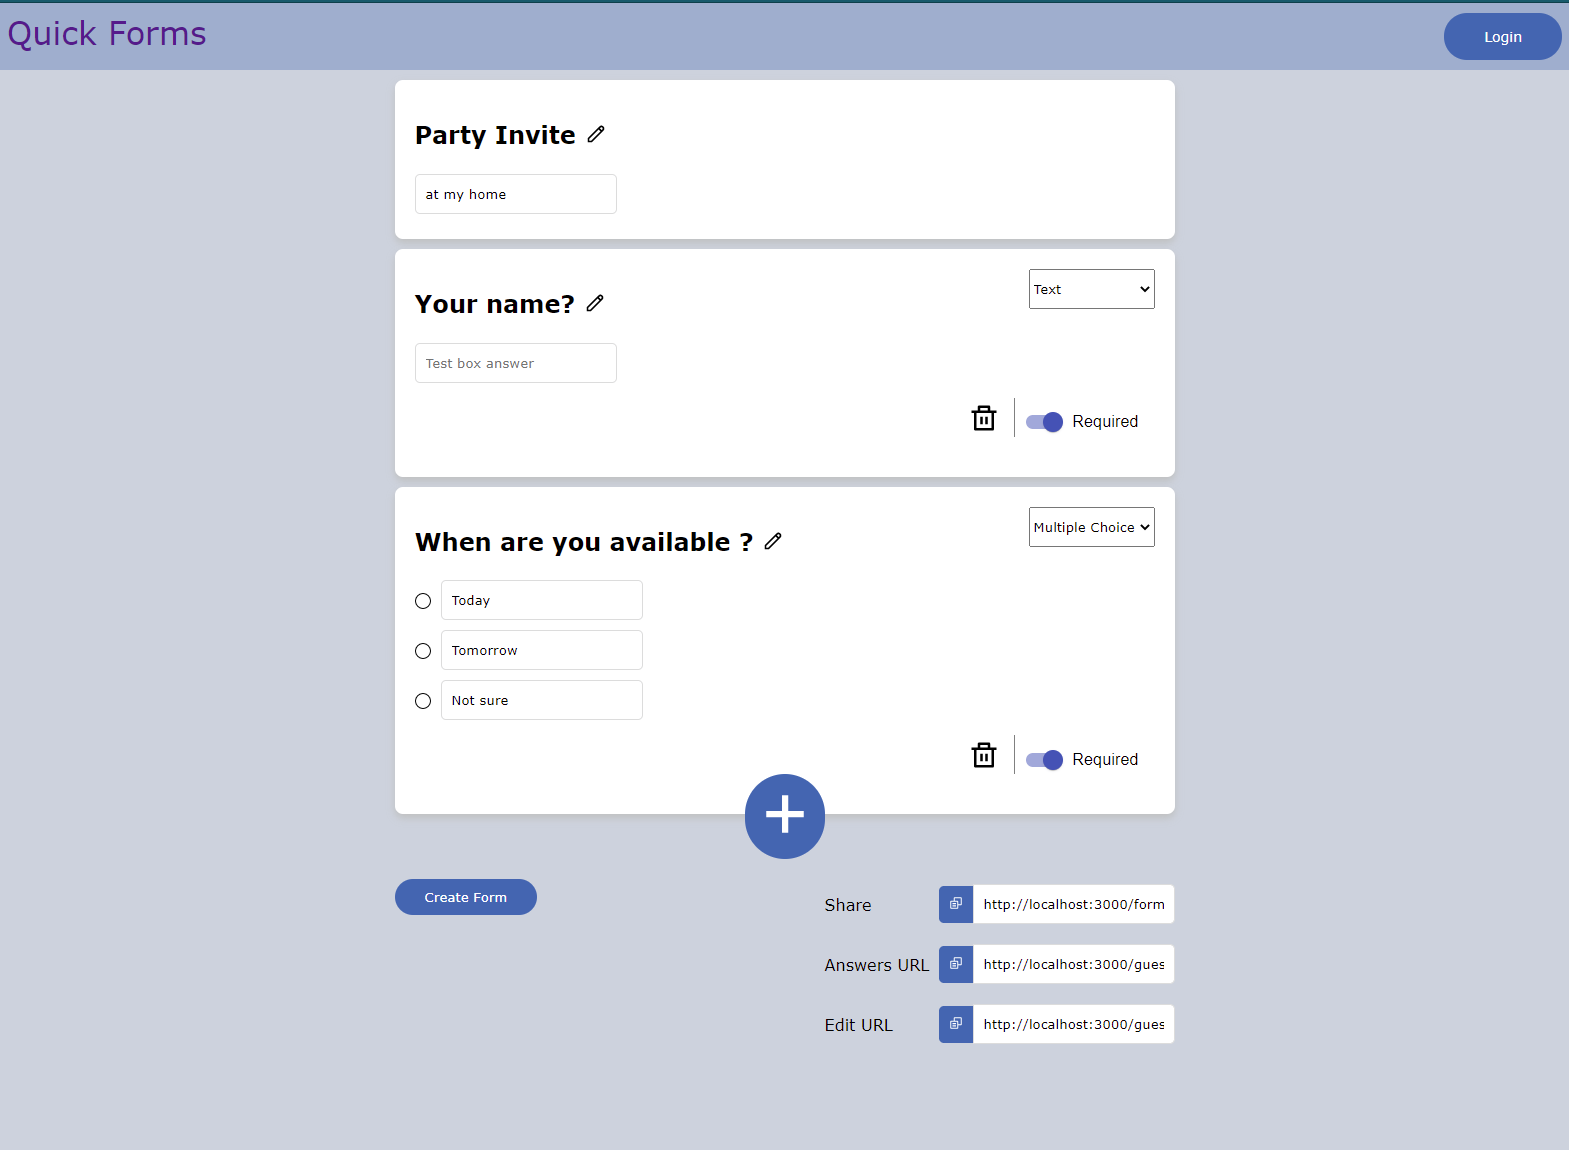 Quick Forms
Login
Party Invite
at my home
Your name?
Text
Test box answer
Required
When are you available ?
Multiple Choice
Today
Tomorrow
Not sure
Required
Create Form
Share
http://localhost:3000/form
Answers URL
http://localhost:3000/gues
Edit URL
http://localhost:3000/gues